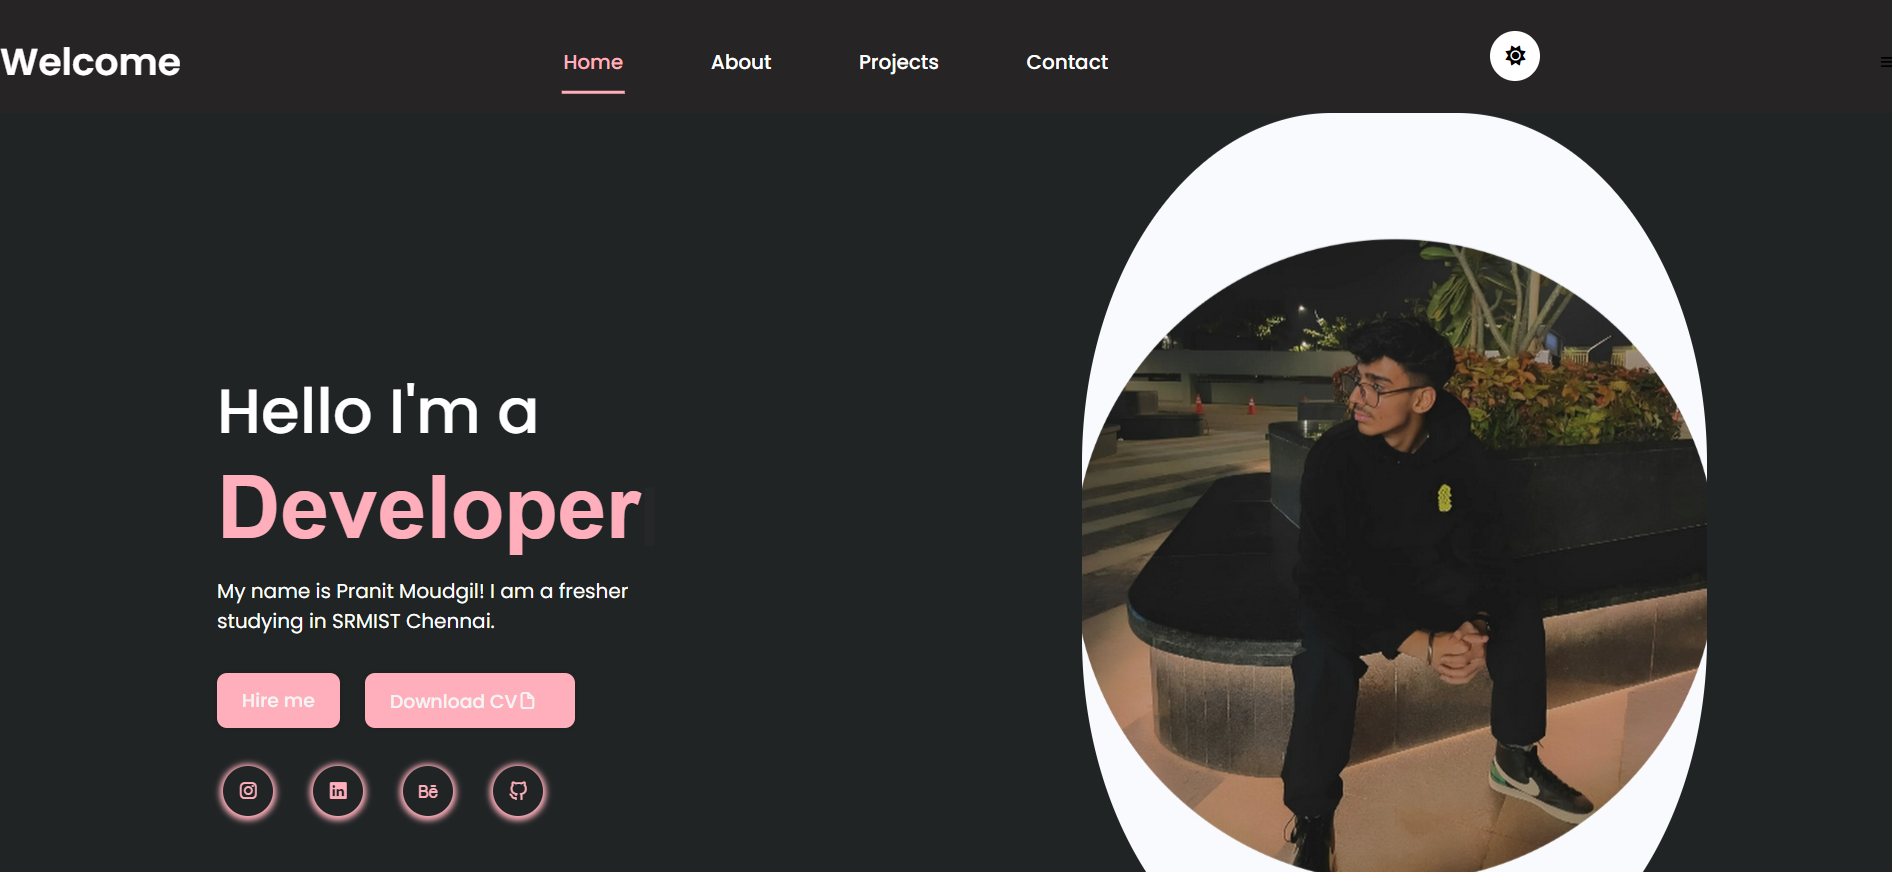 Welcome
Home
About
Projects
Contact
Hello I'm a
Developer
My name is Pranit Moudgil! I am a fresher
studying in SRMIST Chennai.
Hire me
Download CV
in
Bē